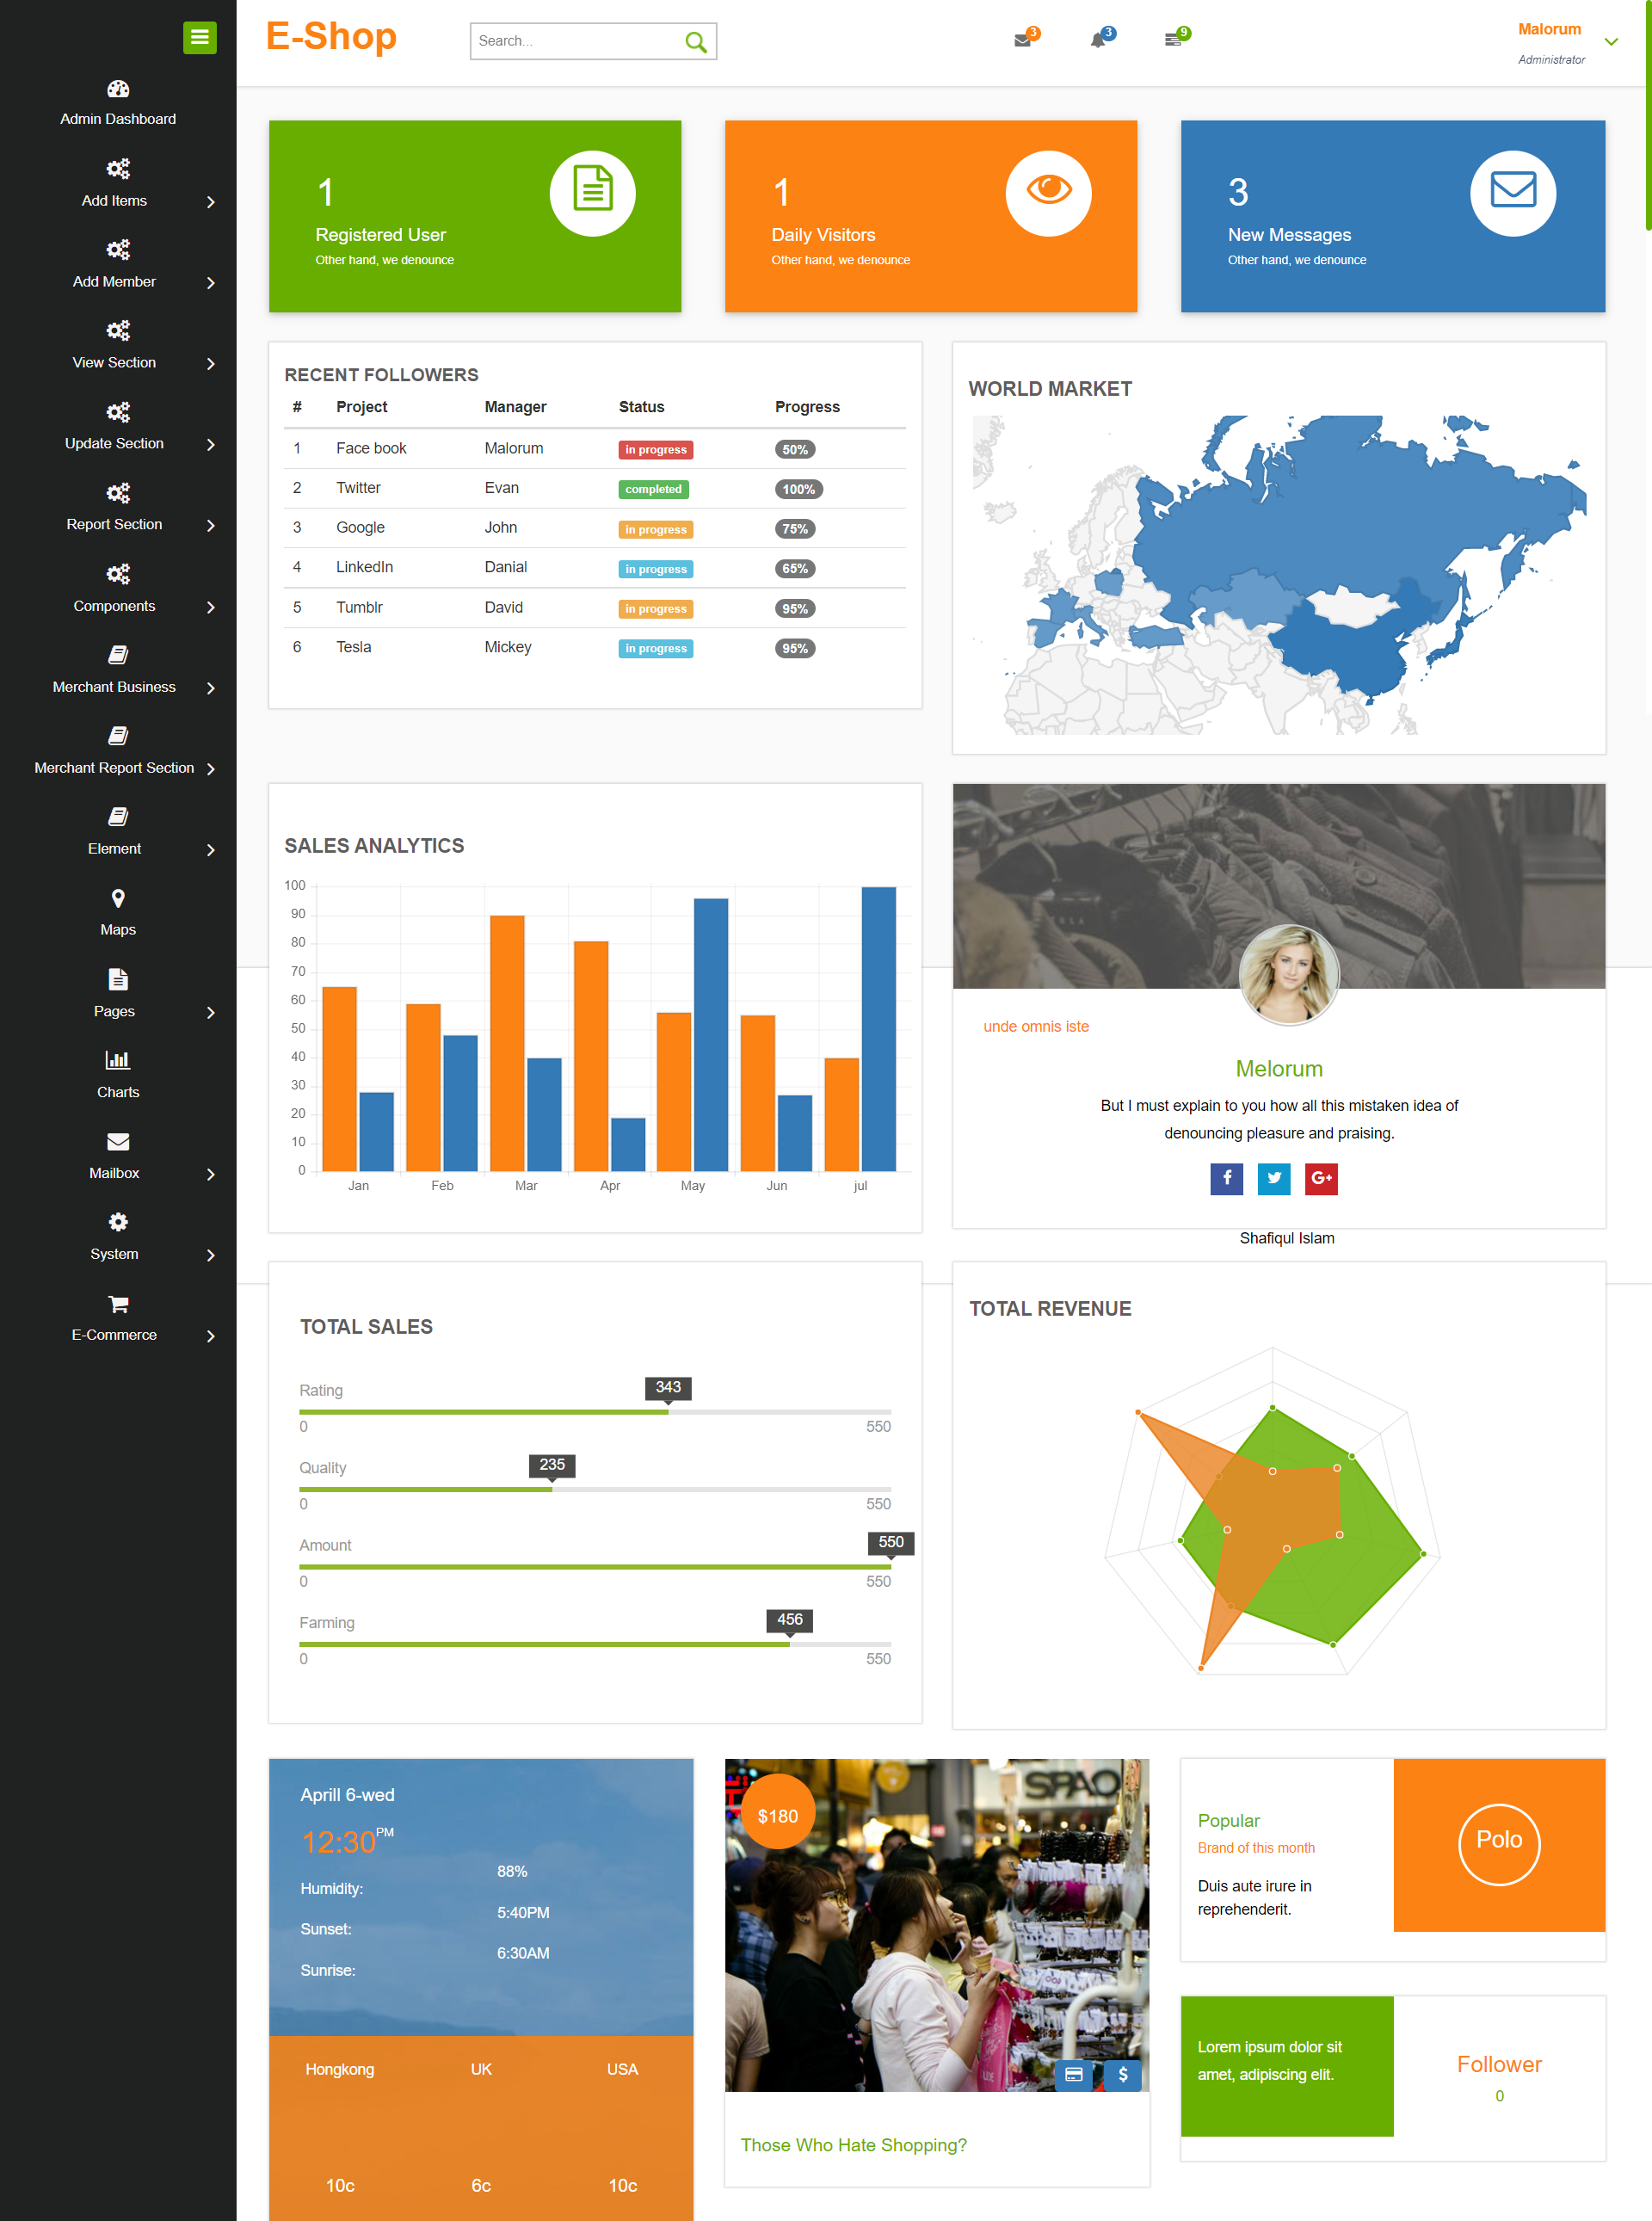 E-Shop
Search...
3
3
9
Malorum
Administrator
Admin Dashboard
Add Items
Add Member
View Section
Update Section
Report Section
Components
Merchant Business
Merchant Report Section
Element
Maps
Pages
Charts
Mailbox
System
E-Commerce
1
Registered User
Other hand, we denounce
1
Daily Visitors
Other hand, we denounce
3
New Messages
Other hand, we denounce
RECENT FOLLOWERS
# Project Manager Status Progress
1 Face book Malorum in progress 50%
2 Twitter Evan completed 100%
3 Google John in progress 75%
4 LinkedIn Danial in progress 65%
5 Tumblr David in progress 95%
6 Tesla Mickey in progress 95%
WORLD MARKET
SALES ANALYTICS
100
90
80
70
60
50
40
30
20
10
0
Jan Feb Mar Apr May Jun jul
unde omnis iste
Melorum
But I must explain to you how all this mistaken idea of
denouncing pleasure and praising.
f G+
Shafiqul Islam
TOTAL SALES
Rating 343
0 550
Quality 235
0 550
Amount 550
0 550
Farming 456
0 550
TOTAL REVENUE
Aprill 6-wed
12:30PM
88%
Humidity:
5:40PM
Sunset:
6:30AM
Sunrise:
Hongkong UK USA
10c 6c 10c
$180
SPAO
$
Those Who Hate Shopping?
Popular
Brand of this month
Duis aute irure in
reprehenderit.
Polo
Lorem ipsum dolor sit
amet, adipiscing elit.
Follower
0